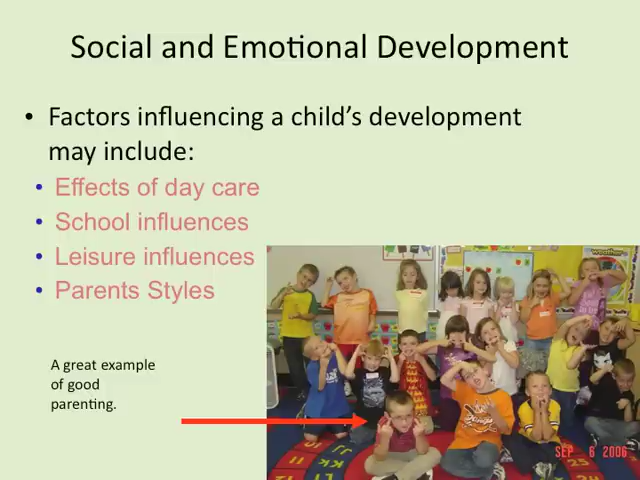 Social and Emotional Development
• Factors influencing a child's development
may include:
• Effects of day care
• School influences
• Leisure influences
• Parents Styles
A great example
of good
parenting.
weather
SEP 6 2006